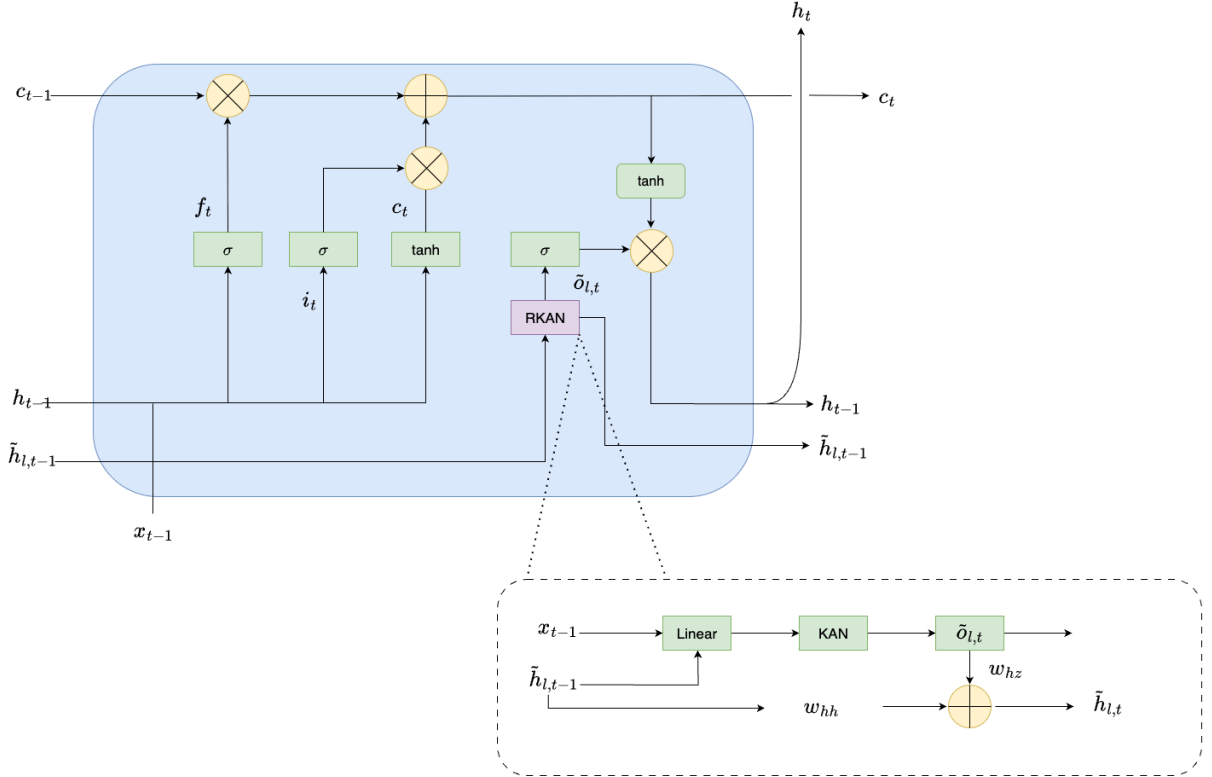 h_t
c_{t-1}
c_t
tanh
f_t
c_t
σ
σ
tanh
σ
õ_{l,t}
i_t
RKAN
h_{t-1}
h_{t-1}
h̃_{l,t-1}
h̃_{l,t-1}
x_{t-1}
x_{t-1}
Linear
KAN
õ_{l,t}
h̃_{l,t-1}
w_{hz}
w_{hh}
h̃_{l,t}